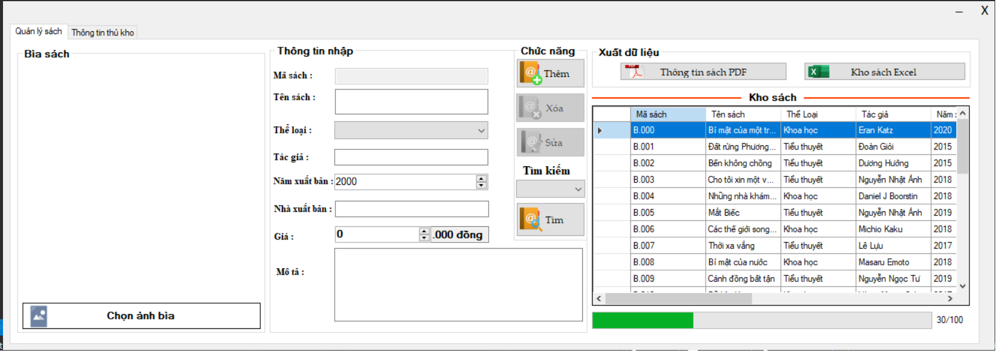 Quản lý sách
Thông tin thủ kho
Bìa sách
Chọn ảnh bìa
Thông tin nhập
Mã sách :
Tên sách :
Thể loại :
Tác giả :
Năm xuất bản : 2000
Nhà xuất bản :
Giá : 0 .000 đồng
Mô tả :
Chức năng
Thêm
Xóa
Sửa
Tìm kiếm
Tìm
Xuất dữ liệu
Thông tin sách PDF
Kho sách Excel
Kho sách
Mã sách Tên sách Thể Loại Tác giả Năm
B.000 Bí mật của một tr... Khoa học Eran Katz 2020
B.001 Đất rừng Phương... Tiểu thuyết Đoàn Giỏi 2015
B.002 Bến không chồng Tiểu thuyết Dương Hướng 2015
B.003 Cho tôi xin một v... Tiểu thuyết Nguyễn Nhật Ánh 2018
B.004 Những nhà khám... Khoa học Daniel J Boorstin 2018
B.005 Mắt Biếc Tiểu thuyết Nguyễn Nhật Ánh 2019
B.006 Các thế giới song... Khoa học Michio Kaku 2018
B.007 Thời xa vắng Tiểu thuyết Lê Lựu 2017
B.008 Bí mật của nước Khoa học Masaru Emoto 2018
B.009 Cánh đồng bất tận Tiểu thuyết Nguyễn Ngọc Tư 2019
30/100